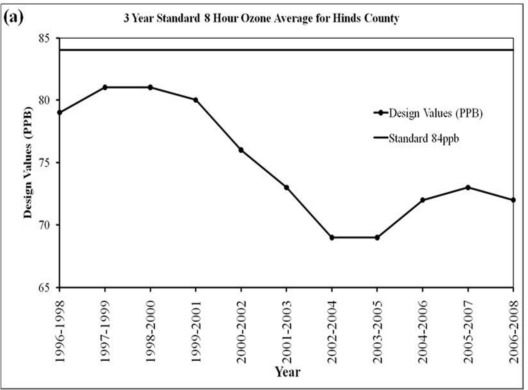 (a)
3 Year Standard 8 Hour Ozone Average for Hinds County
85
80
75
70
65
Design Values (PPB)
Design Values (PPB)
Standard 84ppb
1996-1998
1997-1999
1998-2000
1999-2001
2000-2002
2001-2003
2002-2004
2003-2005
2004-2006
2005-2007
2006-2008
Year